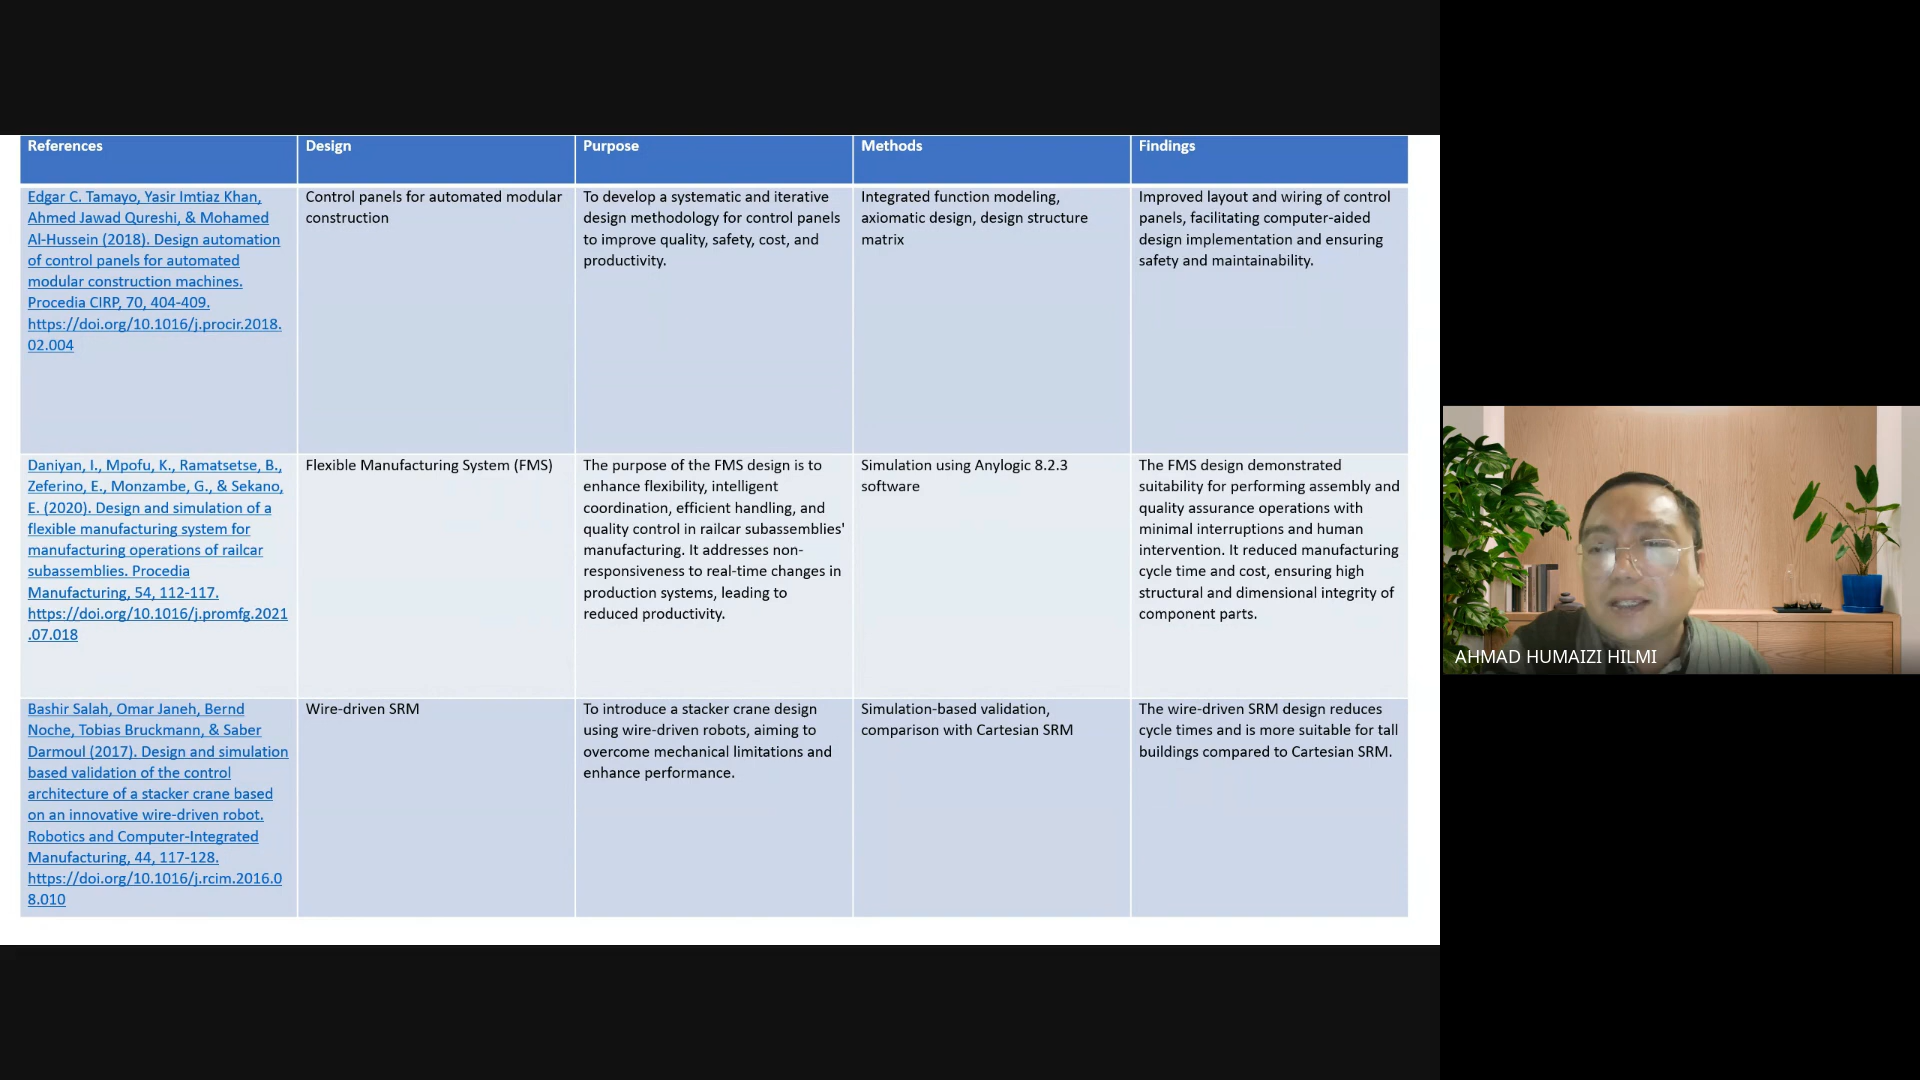 References
Design
Purpose
Methods
Findings
Edgar C. Tamayo, Yasir Imtiaz Khan,
Ahmed Jawad Qureshi, & Mohamed
Al-Hussein (2018). Design automation
of control panels for automated
modular construction machines.
Procedia CIRP, 70, 404-409.
https://doi.org/10.1016/j.procir.2018.
02.004
Control panels for automated modular
construction
To develop a systematic and iterative
design methodology for control panels
to improve quality, safety, cost, and
productivity.
Integrated function modeling,
axiomatic design, design structure
matrix
Improved layout and wiring of control
panels, facilitating computer-aided
design implementation and ensuring
safety and maintainability.
Daniyan, I., Mpofu, K., Ramatsetse, B.,
Zeferino, E., Monzambe, G., & Sekano,
E. (2020). Design and simulation of a
flexible manufacturing system for
manufacturing operations of railcar
subassemblies. Procedia
Manufacturing, 54, 112-117.
https://doi.org/10.1016/j.promfg.2021
.07.018
Flexible Manufacturing System (FMS)
The purpose of the FMS design is to
enhance flexibility, intelligent
coordination, efficient handling, and
quality control in railcar subassemblies'
manufacturing. It addresses non-
responsiveness to real-time changes in
production systems, leading to
reduced productivity.
Simulation using Anylogic 8.2.3
software
The FMS design demonstrated
suitability for performing assembly and
quality assurance operations with
minimal interruptions and human
intervention. It reduced manufacturing
cycle time and cost, ensuring high
structural and dimensional integrity of
component parts.
Bashir Salah, Omar Janeh, Bernd
Noche, Tobias Bruckmann, & Saber
Darmoul (2017). Design and simulation
based validation of the control
architecture of a stacker crane based
on an innovative wire-driven robot.
Robotics and Computer-Integrated
Manufacturing, 44, 117-128.
https://doi.org/10.1016/j.rcim.2016.0
8.010
Wire-driven SRM
To introduce a stacker crane design
using wire-driven robots, aiming to
overcome mechanical limitations and
enhance performance.
Simulation-based validation,
comparison with Cartesian SRM
The wire-driven SRM design reduces
cycle times and is more suitable for tall
buildings compared to Cartesian SRM.
AHMAD HUMAIZI HILMI